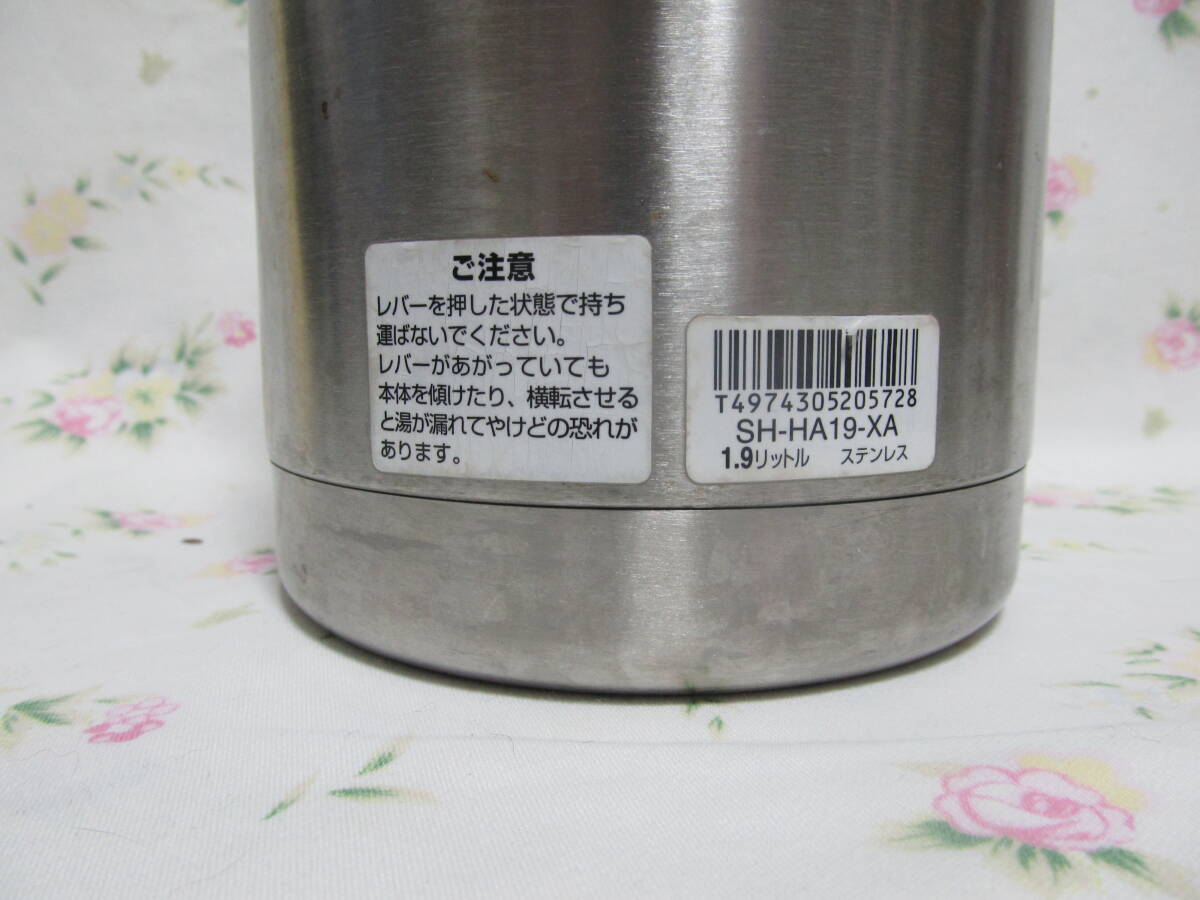 ご注意
レバーを押した状態で持ち
運ばないでください。
レバーがあがっていても
本体を傾けたり、横転させる
と湯が漏れてやけどの恐れが
あります。
T4974305205728
SH-HA19-XA
1.9リットル ステンレス